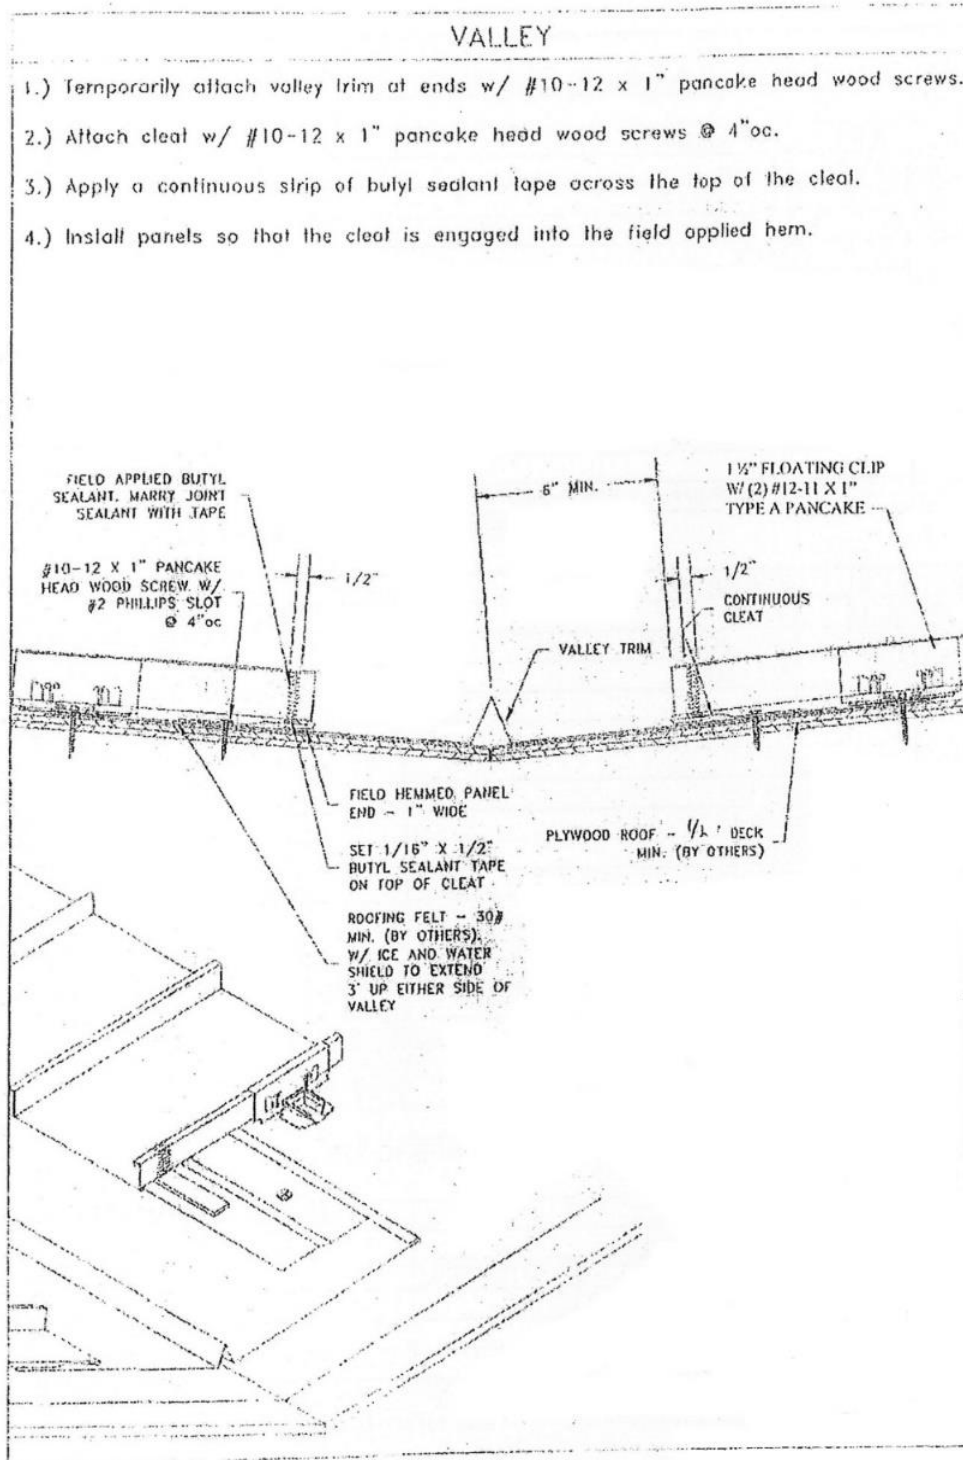 VALLEY
1.) Temporarily attach valley trim at ends w/ #10-12 x 1" pancake head wood screws.
2.) Attach cleat w/ #10-12 x 1" pancake head wood screws @ 4"oc.
3.) Apply a continuous strip of butyl sealant tape across the top of the cleat.
4.) Install panels so that the cleat is engaged into the field applied hem.
FIELD APPLIED BUTYL
SEALANT. MARRY JOINT
SEALANT WITH TAPE
6" MIN.
1 ½" FLOATING CLIP
W/ (2) #12-11 X 1"
TYPE A PANCAKE
#10-12 X 1" PANCAKE
HEAD WOOD SCREW W/
#2 PHILLIPS SLOT
@ 4"oc
1/2"
1/2"
CONTINUOUS
CLEAT
VALLEY TRIM
FIELD HEMMED PANEL
END - 1" WIDE
PLYWOOD ROOF - DECK
MIN. (BY OTHERS)
SET 1/16" X 1/2"
BUTYL SEALANT TAPE
ON TOP OF CLEAT
ROOFING FELT - 30#
MIN. (BY OTHERS).
W/ ICE AND WATER
SHIELD TO EXTEND
3' UP EITHER SIDE OF
VALLEY